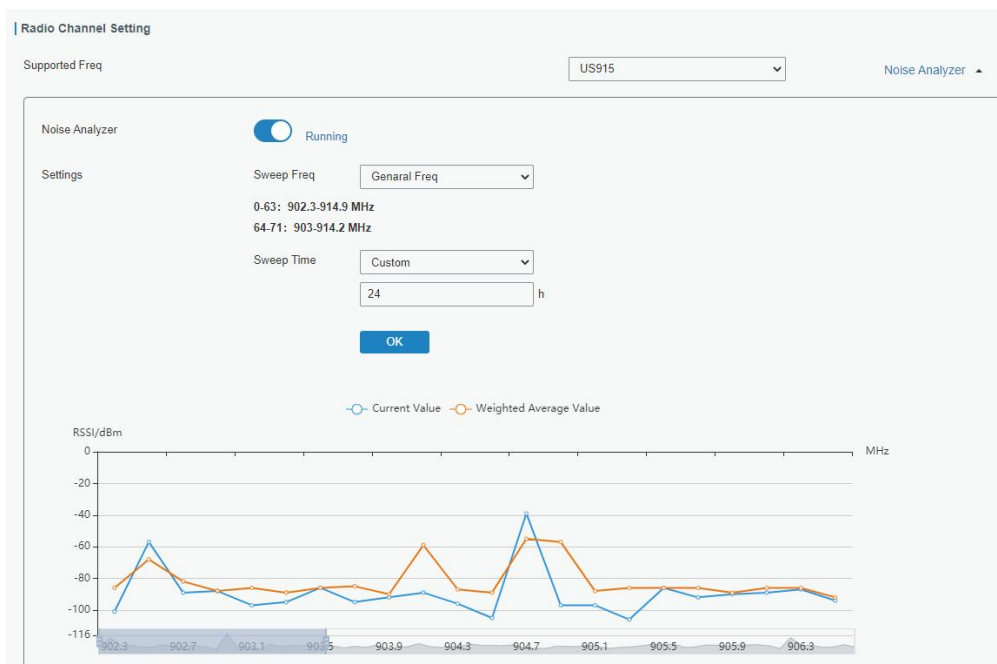 Radio Channel Setting
Supported Freq US915 Noise Analyzer
Noise Analyzer Running
Settings Sweep Freq Genaral Freq
0-63: 902.3-914.9 MHz
64-71: 903-914.2 MHz
Sweep Time Custom
24 h
OK
Current Value Weighted Average Value
RSSI/dBm
0 MHz
-20
-40
-60
-80
-100
-116
902.3 902.7 903.1 903.5 903.9 904.3 904.7 905.1 905.5 905.9 906.3